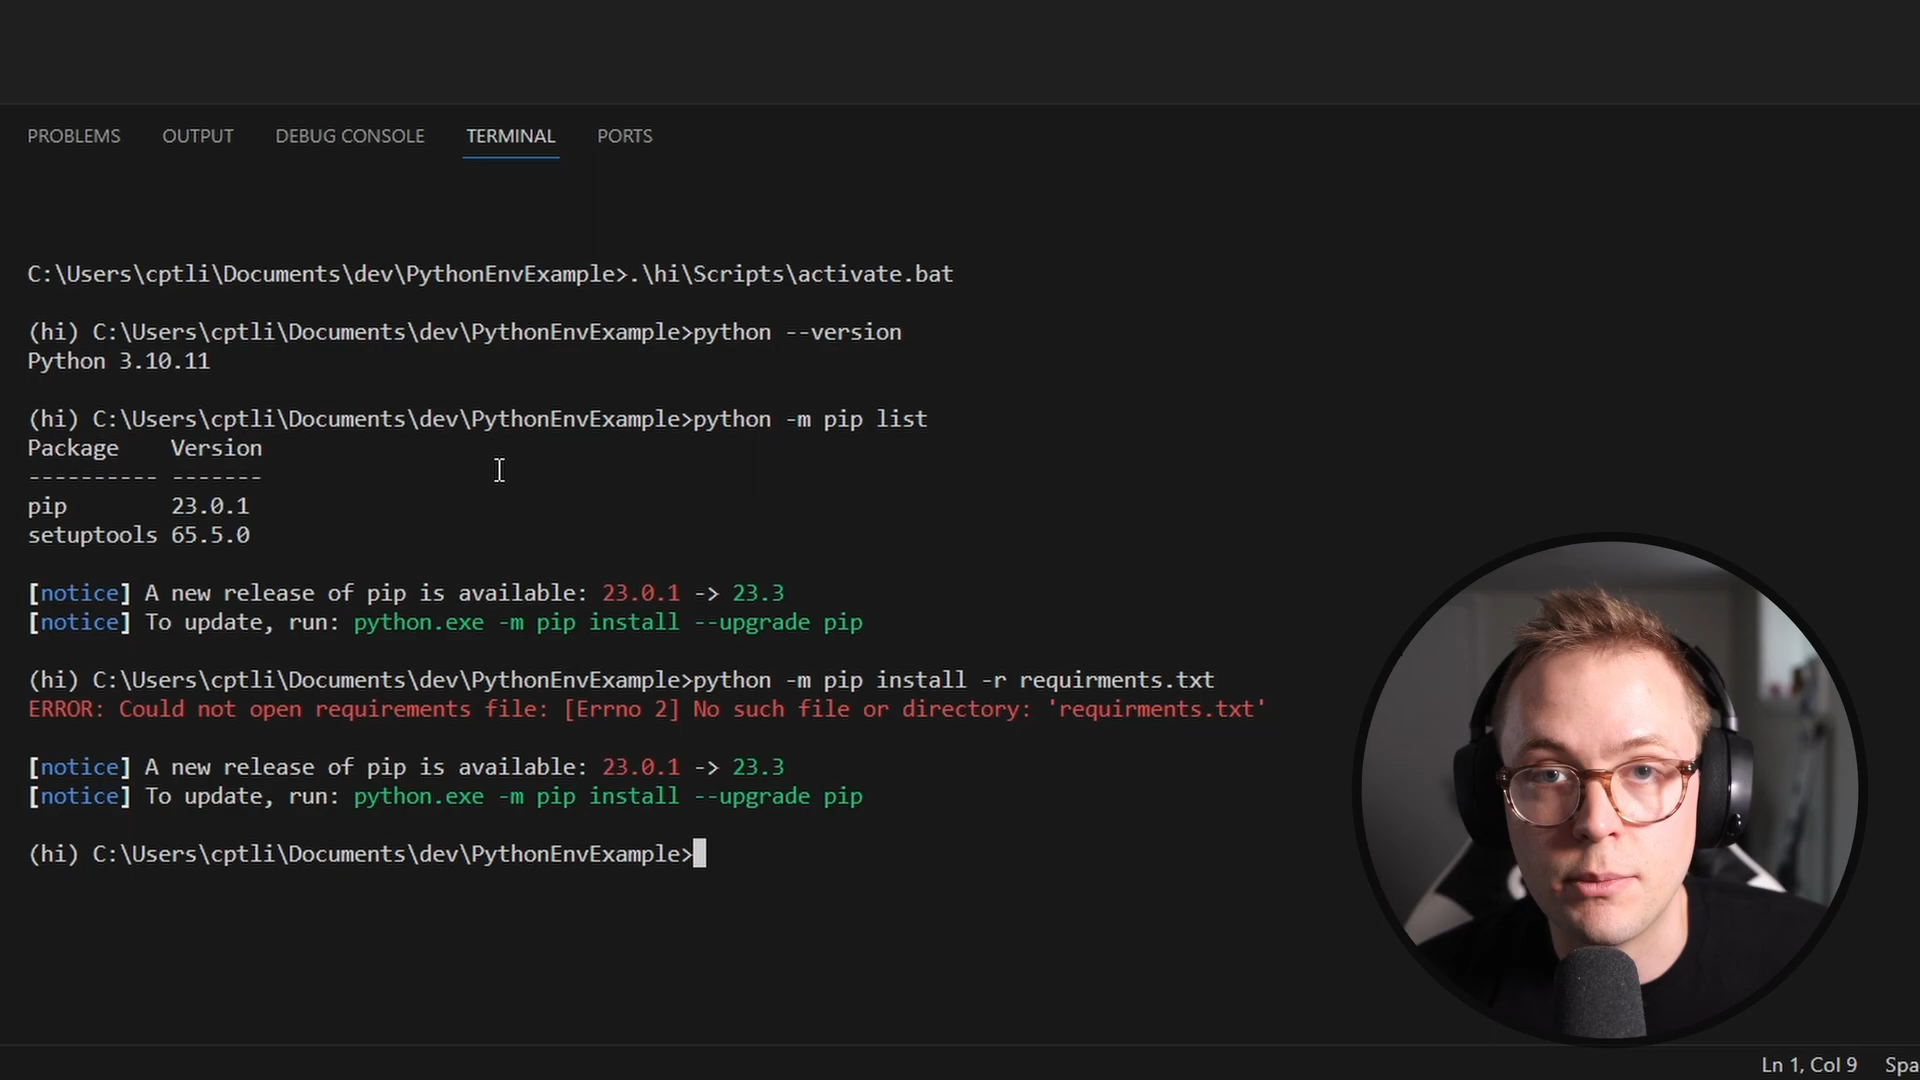 PROBLEMS OUTPUT DEBUG CONSOLE TERMINAL PORTS
C:\Users\cptli\Documents\dev\PythonEnvExample>.\hi\Scripts\activate.bat
(hi) C:\Users\cptli\Documents\dev\PythonEnvExample>python --version
Python 3.10.11
(hi) C:\Users\cptli\Documents\dev\PythonEnvExample>python -m pip list
Package    Version
---------- -------
pip        23.0.1
setuptools 65.5.0
[notice] A new release of pip is available: 23.0.1 -> 23.3
[notice] To update, run: python.exe -m pip install --upgrade pip
(hi) C:\Users\cptli\Documents\dev\PythonEnvExample>python -m pip install -r requirments.txt
ERROR: Could not open requirements file: [Errno 2] No such file or directory: 'requirments.txt'
[notice] A new release of pip is available: 23.0.1 -> 23.3
[notice] To update, run: python.exe -m pip install --upgrade pip
(hi) C:\Users\cptli\Documents\dev\PythonEnvExample>
Ln 1, Col 9 Spa